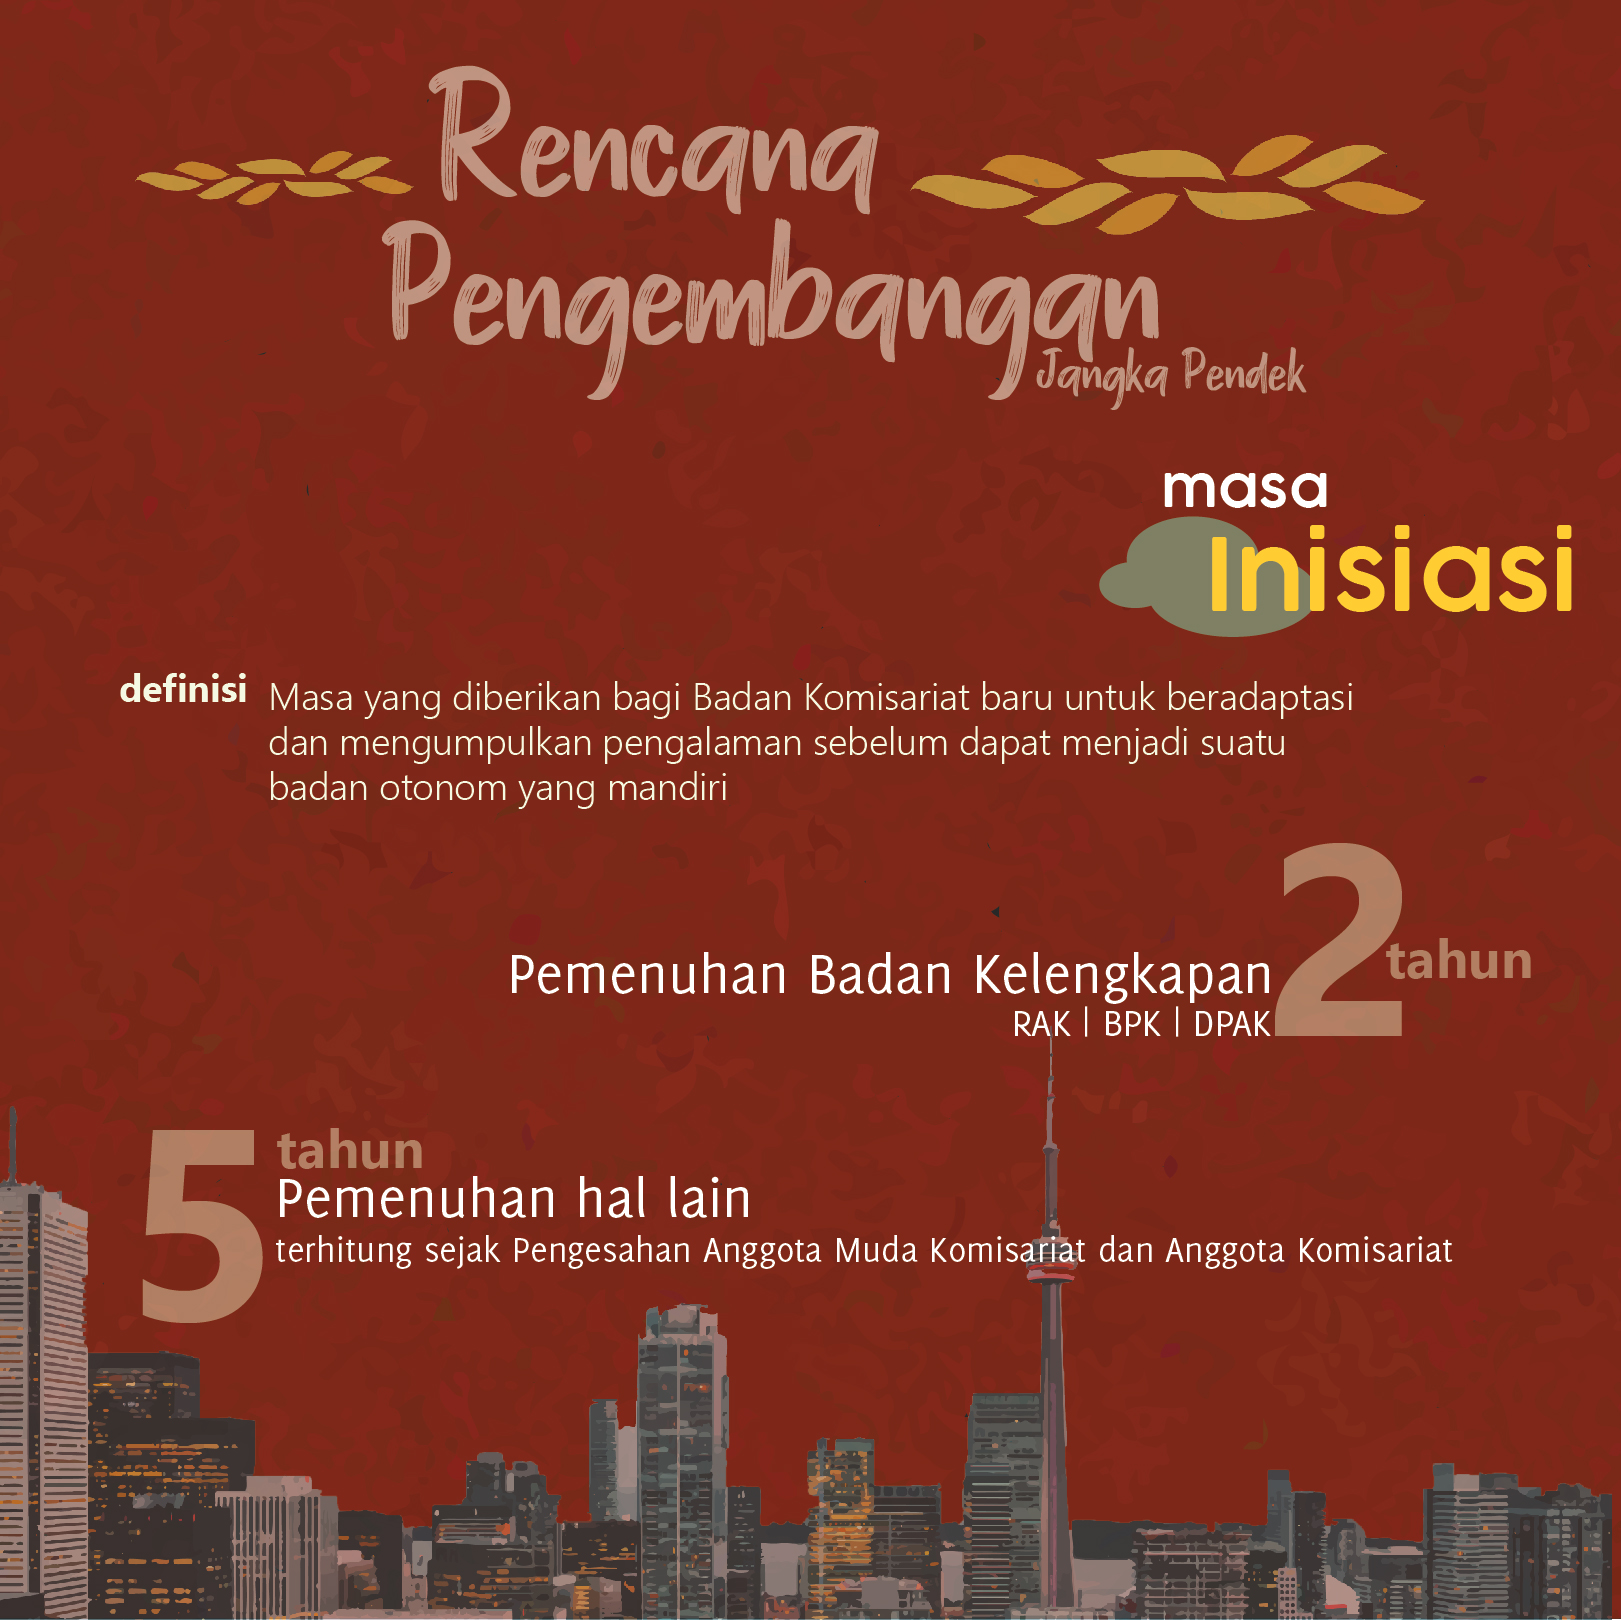 Rencana
Pengembangan
Jangka Pendek
masa
Inisiasi
definisi
Masa yang diberikan bagi Badan Komisariat baru untuk beradaptasi
dan mengumpulkan pengalaman sebelum dapat menjadi suatu
badan otonom yang mandiri
2 tahun
Pemenuhan Badan Kelengkapan
RAK | BPK | DPAK
5 tahun
Pemenuhan hal lain
terhitung sejak Pengesahan Anggota Muda Komisariat dan Anggota Komisariat